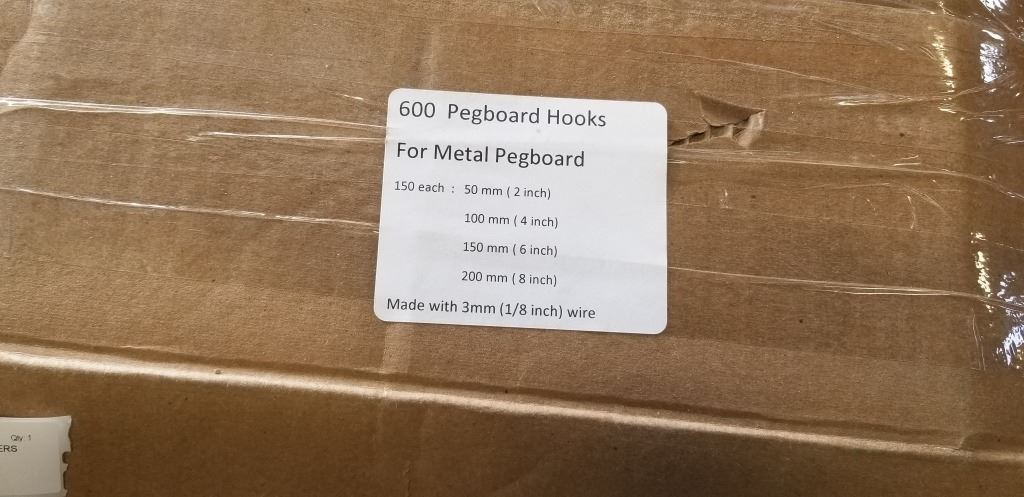 600 Pegboard Hooks
For Metal Pegboard
150 each : 50 mm ( 2 inch)
100 mm ( 4 inch)
150 mm ( 6 inch)
200 mm ( 8 inch)
Made with 3mm (1/8 inch) wire
Qty: 1
ERS